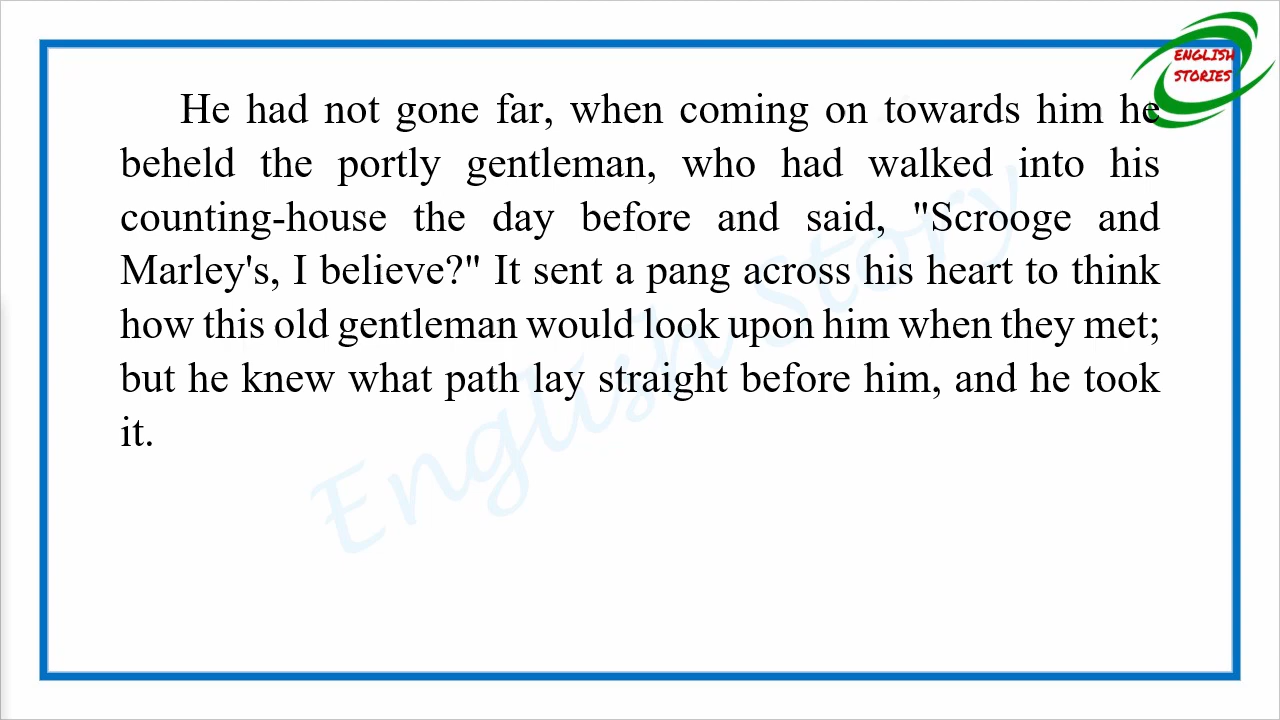 ENGLISH
STORIES
He had not gone far, when coming on towards him he
beheld the portly gentleman, who had walked into his
counting-house the day before and said, "Scrooge and
Marley's, I believe?" It sent a pang across his heart to think
how this old gentleman would look upon him when they met;
but he knew what path lay straight before him, and he took
it.
English Story